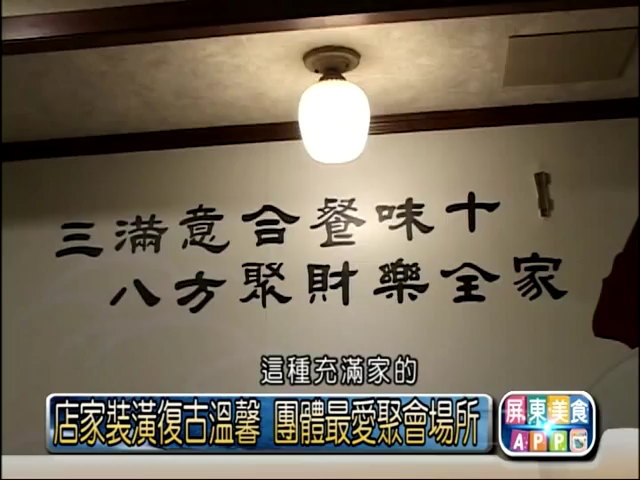 三滿意合餐味十
八方聚財樂全家
這種充滿家的
店家裝潢復古溫馨 團體最愛聚會場所
屏東美食
APP